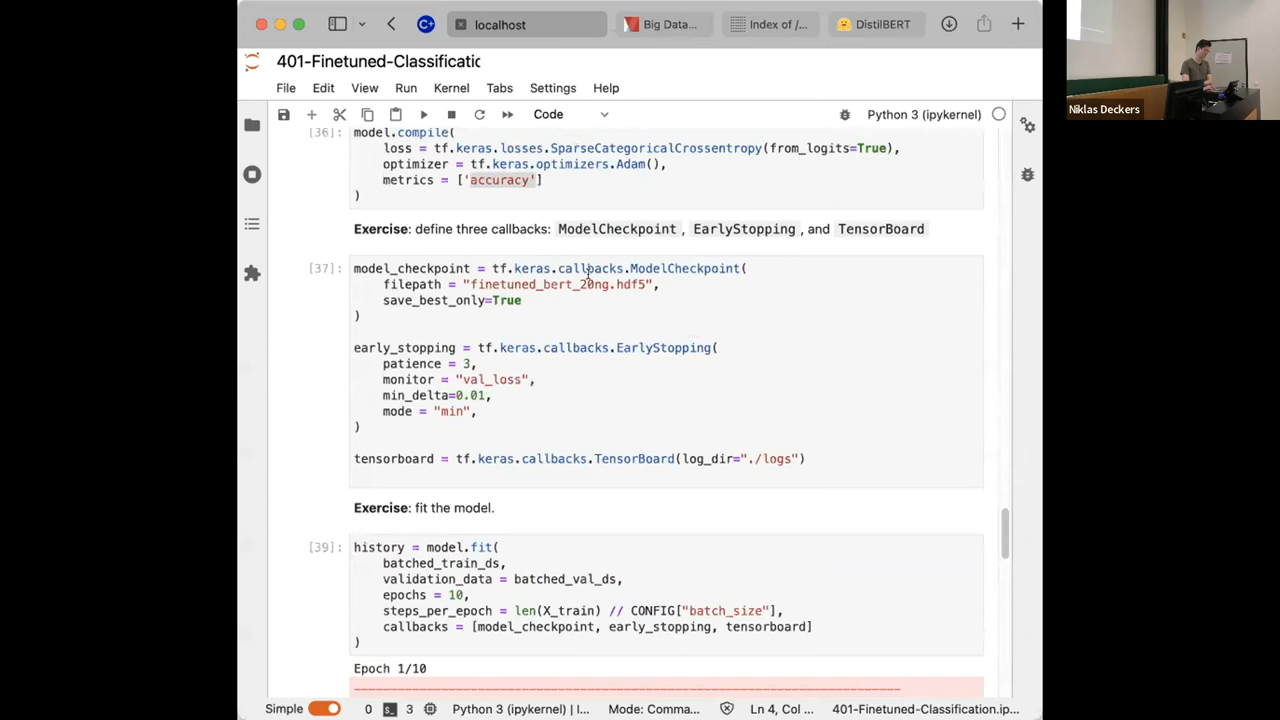 localhost
Big Data...
Index of /...
DistilBERT
401-Finetuned-Classificatic
File Edit View Run Kernel Tabs Settings Help
Code
Python 3 (ipykernel)
Niklas Deckers
[36]: model.compile(
loss = tf.keras.losses.SparseCategoricalCrossentropy(from_logits=True),
optimizer = tf.keras.optimizers.Adam(),
metrics = ['accuracy']
)
Exercise: define three callbacks: ModelCheckpoint, EarlyStopping, and TensorBoard
[37]: model_checkpoint = tf.keras.callbacks.ModelCheckpoint(
filepath = "finetuned_bert_20ng.hdf5",
save_best_only=True
)
early_stopping = tf.keras.callbacks.EarlyStopping(
patience = 3,
monitor = "val_loss",
min_delta=0.01,
mode = "min",
)
tensorboard = tf.keras.callbacks.TensorBoard(log_dir="./logs")
Exercise: fit the model.
[39]: history = model.fit(
batched_train_ds,
validation_data = batched_val_ds,
epochs = 10,
steps_per_epoch = len(X_train) // CONFIG["batch_size"],
callbacks = [model_checkpoint, early_stopping, tensorboard]
)
Epoch 1/10
Simple 0 3 Python 3 (ipykernel) | I... Mode: Comma... Ln 4, Col ... 401-Finetuned-Classification.ip...